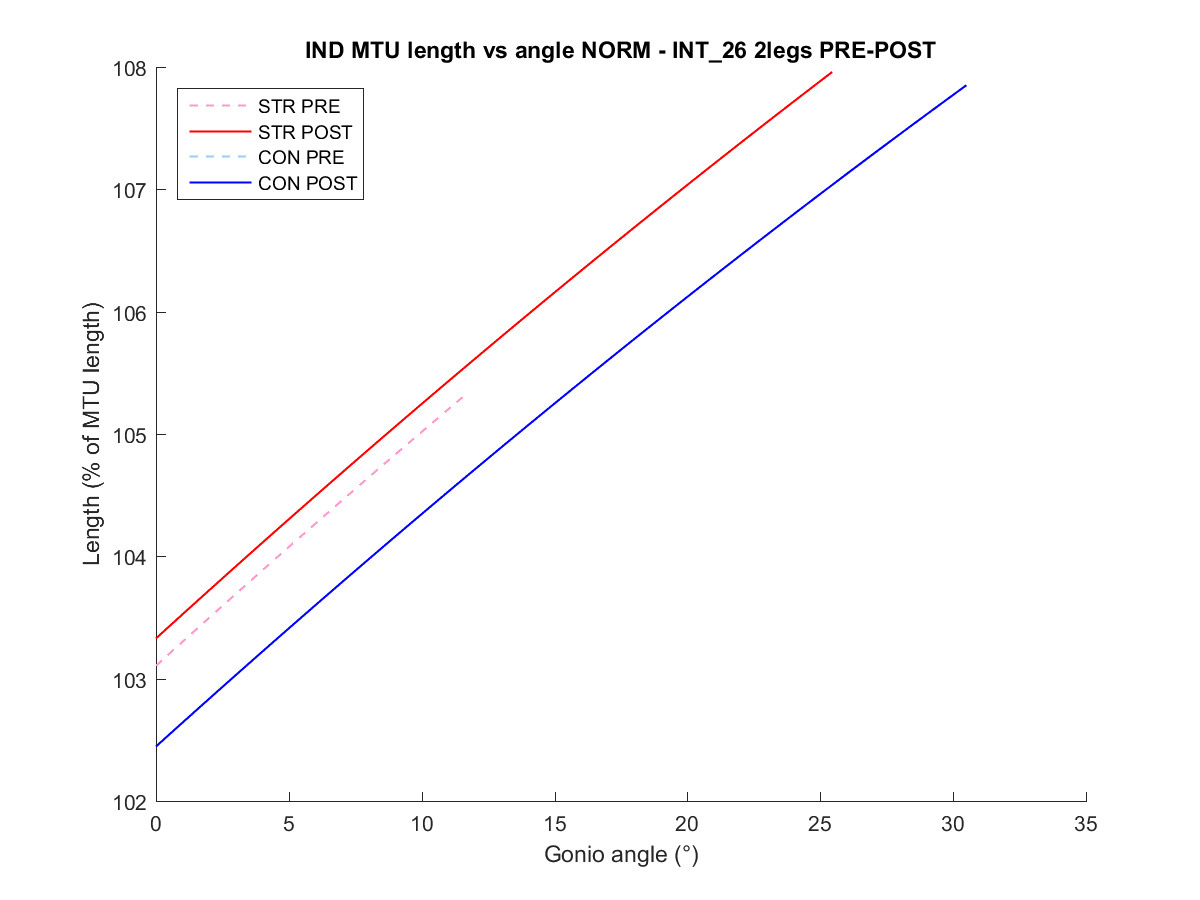 IND MTU length vs angle NORM - INT_26 2legs PRE-POST
108
107
106
105
104
103
102
Length (% of MTU length)
STR PRE
STR POST
CON PRE
CON POST
0 5 10 15 20 25 30 35
Gonio angle (°)